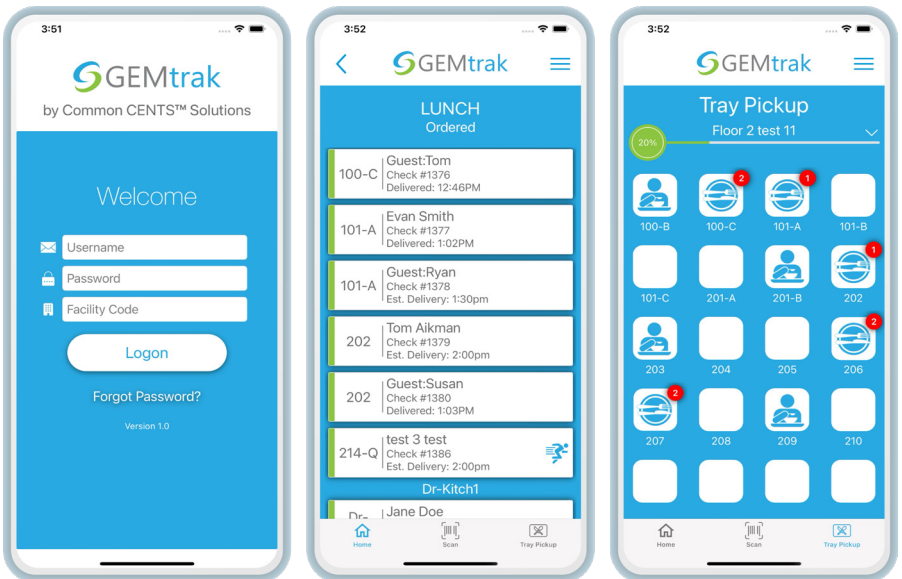 3:51
GEMtrak
by Common CENTS™ Solutions
Welcome
Username
Password
Facility Code
Logon
Forgot Password?
Version 1.0
3:52
GEMtrak
LUNCH
Ordered
100-C
Guest:Tom
Check #1376
Delivered: 12:46PM
101-A
Evan Smith
Check #1377
Delivered: 1:02PM
101-A
Guest:Ryan
Check #1378
Est. Delivery: 1:30pm
202
Tom Aikman
Check #1379
Est. Delivery: 2:00pm
202
Guest:Susan
Check #1380
Delivered: 1:03PM
214-Q
test 3 test
Check #1386
Est. Delivery: 2:00pm
Dr-Kitch1
Dr-
Jane Doe
Home Scan Tray Pickup
3:52
GEMtrak
Tray Pickup
Floor 2 test 11
20%
2 1
100-B 100-C 101-A 101-B
1
101-C 201-A 201-B 202
2
203 204 205 206
2
207 208 209 210
Home Scan Tray Pickup